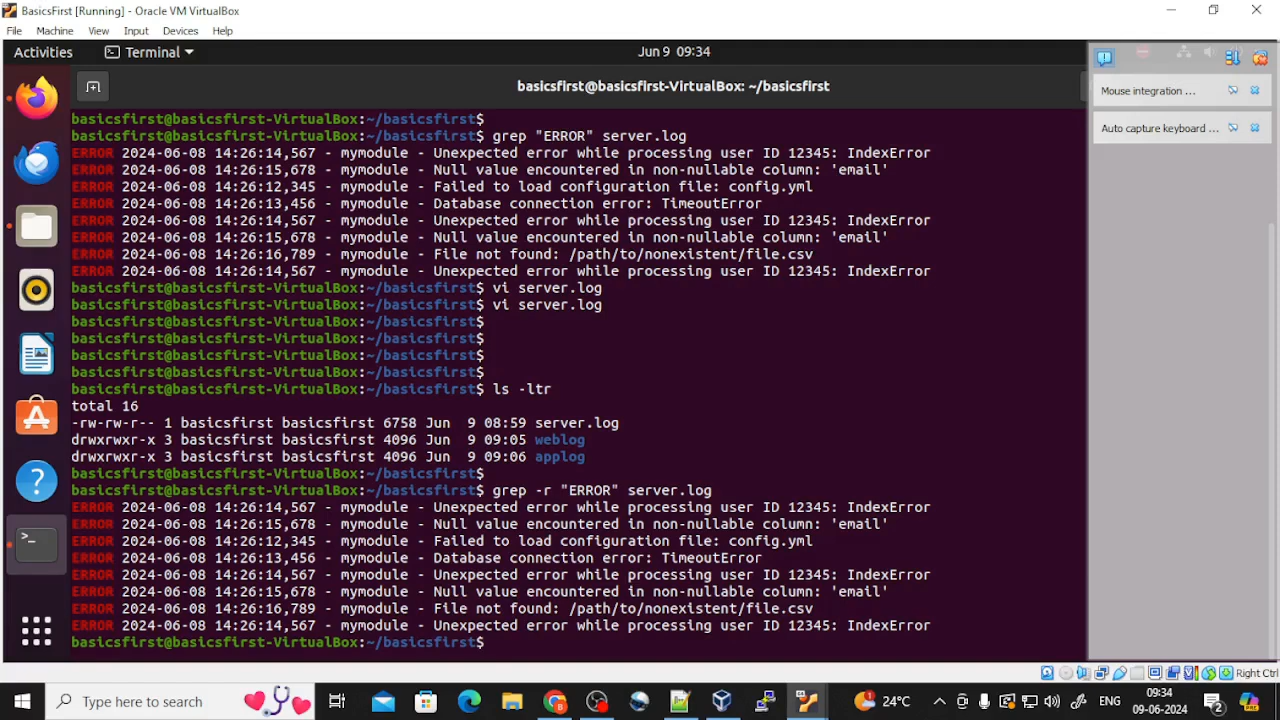 BasicsFirst [Running] - Oracle VM VirtualBox
File Machine View Input Devices Help
Activities Terminal Jun 9 09:34
basicsfirst@basicsfirst-VirtualBox: ~/basicsfirst
Mouse integration ...
Auto capture keyboard ...
basicsfirst@basicsfirst-VirtualBox:~/basicsfirst$
basicsfirst@basicsfirst-VirtualBox:~/basicsfirst$ grep "ERROR" server.log
ERROR 2024-06-08 14:26:14,567 - mymodule - Unexpected error while processing user ID 12345: IndexError
ERROR 2024-06-08 14:26:15,678 - mymodule - Null value encountered in non-nullable column: 'email'
ERROR 2024-06-08 14:26:12,345 - mymodule - Failed to load configuration file: config.yml
ERROR 2024-06-08 14:26:13,456 - mymodule - Database connection error: TimeoutError
ERROR 2024-06-08 14:26:14,567 - mymodule - Unexpected error while processing user ID 12345: IndexError
ERROR 2024-06-08 14:26:15,678 - mymodule - Null value encountered in non-nullable column: 'email'
ERROR 2024-06-08 14:26:16,789 - mymodule - File not found: /path/to/nonexistent/file.csv
ERROR 2024-06-08 14:26:14,567 - mymodule - Unexpected error while processing user ID 12345: IndexError
basicsfirst@basicsfirst-VirtualBox:~/basicsfirst$ vi server.log
basicsfirst@basicsfirst-VirtualBox:~/basicsfirst$ vi server.log
basicsfirst@basicsfirst-VirtualBox:~/basicsfirst$
basicsfirst@basicsfirst-VirtualBox:~/basicsfirst$
basicsfirst@basicsfirst-VirtualBox:~/basicsfirst$
basicsfirst@basicsfirst-VirtualBox:~/basicsfirst$
basicsfirst@basicsfirst-VirtualBox:~/basicsfirst$ ls -ltr
total 16
-rw-rw-r-- 1 basicsfirst basicsfirst 6758 Jun  9 08:59 server.log
drwxrwxr-x 3 basicsfirst basicsfirst 4096 Jun  9 09:05 weblog
drwxrwxr-x 3 basicsfirst basicsfirst 4096 Jun  9 09:06 applog
basicsfirst@basicsfirst-VirtualBox:~/basicsfirst$
basicsfirst@basicsfirst-VirtualBox:~/basicsfirst$ grep -r "ERROR" server.log
ERROR 2024-06-08 14:26:14,567 - mymodule - Unexpected error while processing user ID 12345: IndexError
ERROR 2024-06-08 14:26:15,678 - mymodule - Null value encountered in non-nullable column: 'email'
ERROR 2024-06-08 14:26:12,345 - mymodule - Failed to load configuration file: config.yml
ERROR 2024-06-08 14:26:13,456 - mymodule - Database connection error: TimeoutError
ERROR 2024-06-08 14:26:14,567 - mymodule - Unexpected error while processing user ID 12345: IndexError
ERROR 2024-06-08 14:26:15,678 - mymodule - Null value encountered in non-nullable column: 'email'
ERROR 2024-06-08 14:26:16,789 - mymodule - File not found: /path/to/nonexistent/file.csv
ERROR 2024-06-08 14:26:14,567 - mymodule - Unexpected error while processing user ID 12345: IndexError
basicsfirst@basicsfirst-VirtualBox:~/basicsfirst$
Right Ctrl
Type here to search
24°C
ENG
09:34
09-06-2024